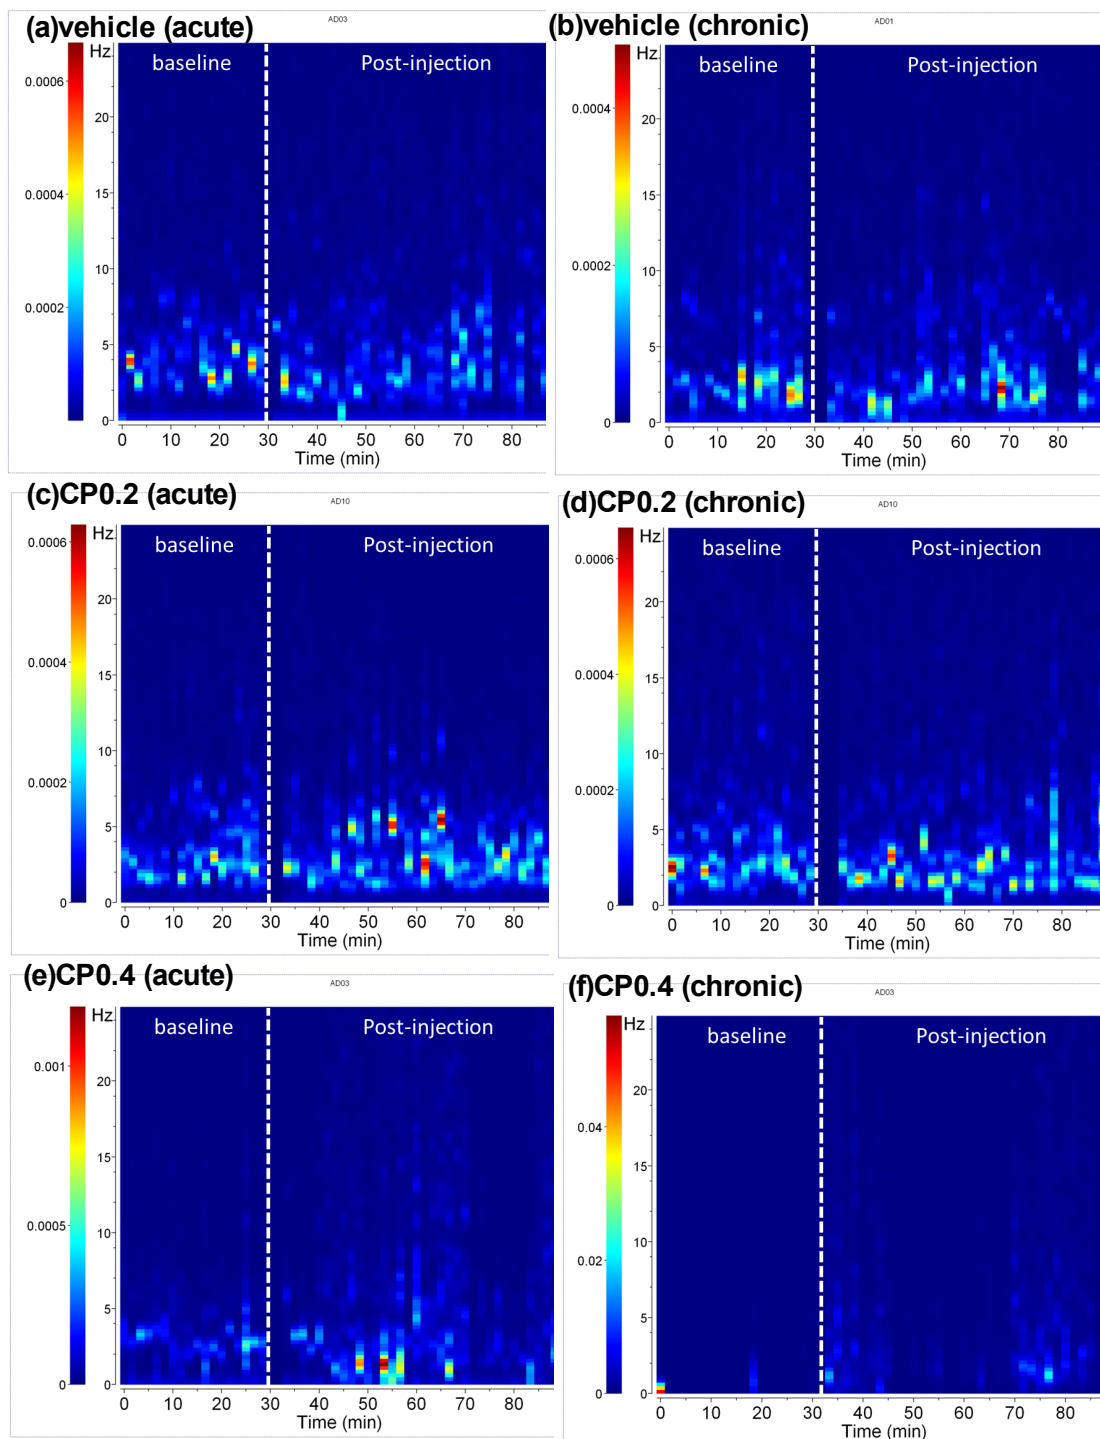 (a)vehicle (acute)
AD03
Hz
baseline
Post-injection
0.0006
0.0004
0.0002
20
15
10
5
0
0 10 20 30 40 50 60 70 80
Time (min)
(b)vehicle (chronic)
AD01
Hz
baseline
Post-injection
0.0004
0.0002
0
20
15
10
5
0
0 10 20 30 40 50 60 70 80
Time (min)
(c)CP0.2 (acute)
AD10
Hz
baseline
Post-injection
0.0006
0.0004
0.0002
0
20
15
10
5
0
0 10 20 30 40 50 60 70 80
Time (min)
(d)CP0.2 (chronic)
AD10
Hz
baseline
Post-injection
0.0006
0.0004
0.0002
0
20
15
10
5
0
0 10 20 30 40 50 60 70 80
Time (min)
(e)CP0.4 (acute)
AD03
Hz
baseline
Post-injection
0.001
0.0005
0
20
15
10
5
0
0 10 20 30 40 50 60 70 80
Time (min)
(f)CP0.4 (chronic)
AD03
Hz
baseline
Post-injection
0.04
0.02
0
20
15
10
5
0
0 10 20 30 40 50 60 70 80
Time (min)